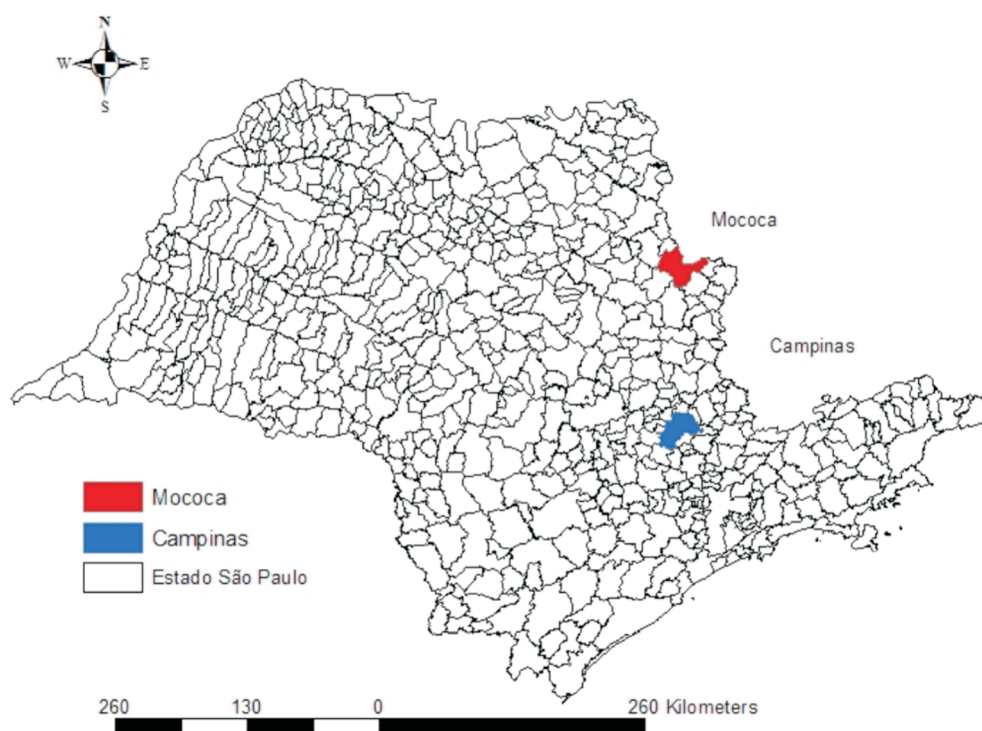 N
W E
S
Mococa
Campinas
Mococa
Campinas
Estado São Paulo
260 130 0 260 Kilometers